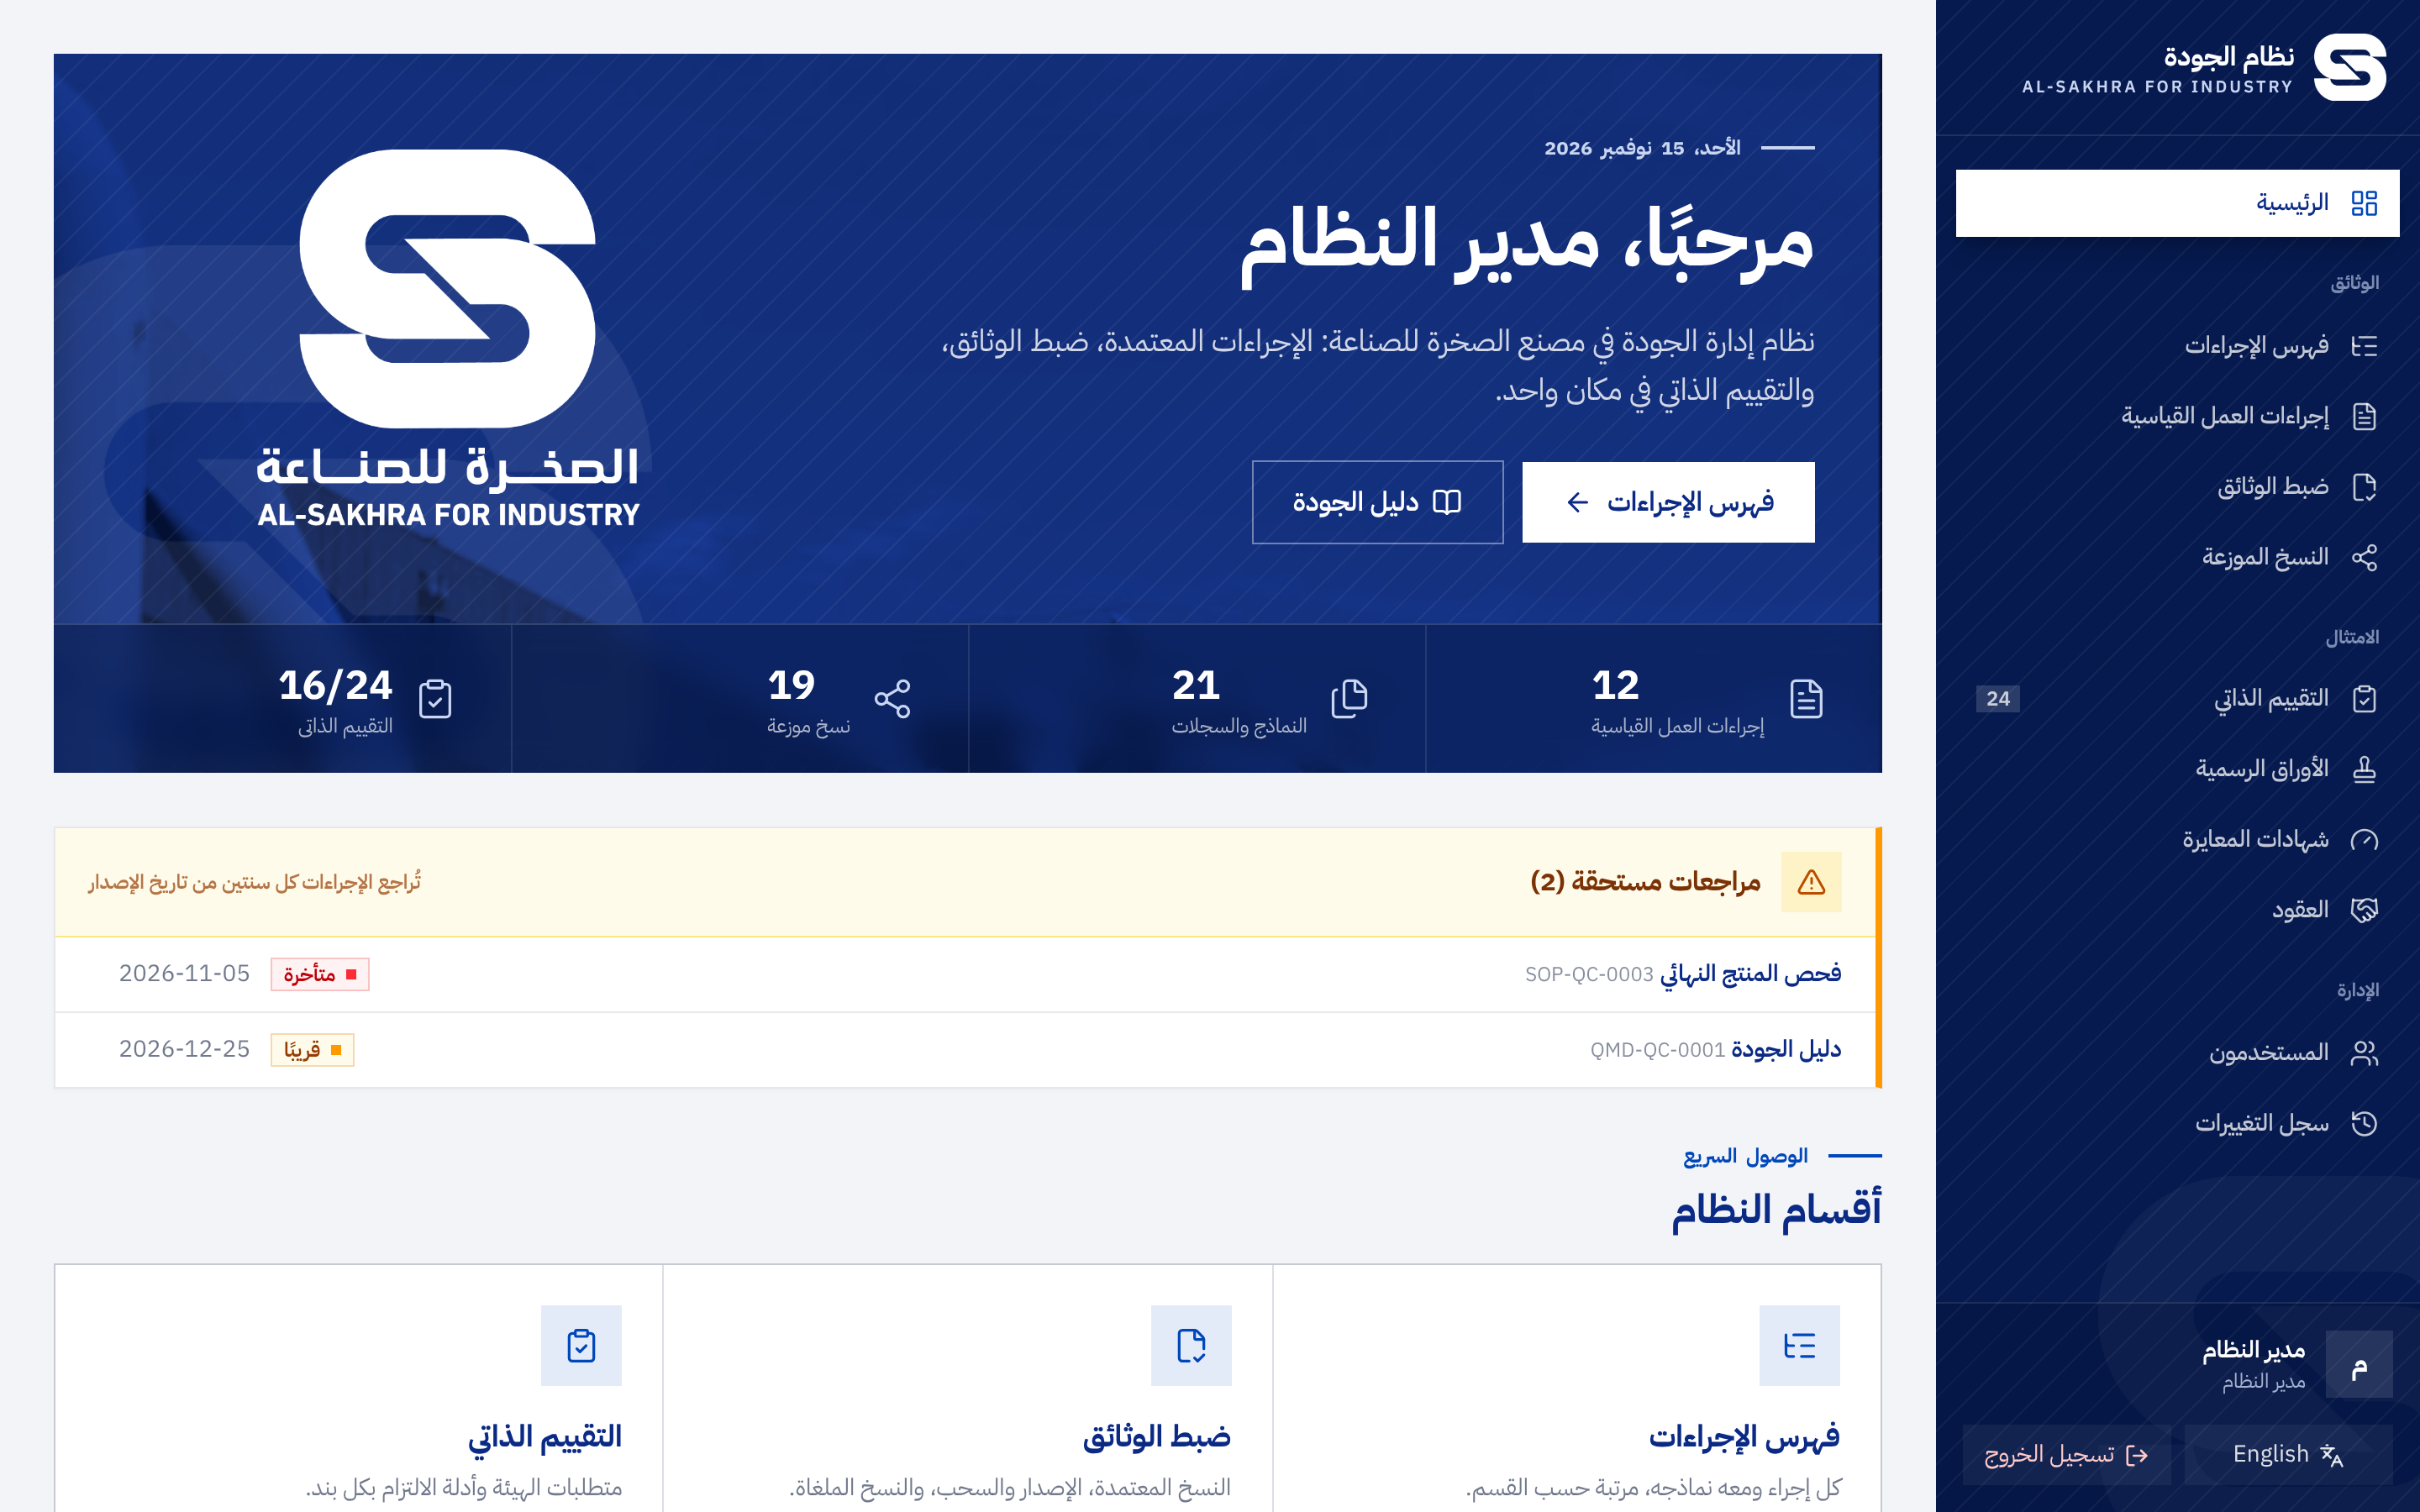 نظام الجودة
AL-SAKHRA FOR INDUSTRY
الرئيسية
الوثائق
فهرس الإجراءات
إجراءات العمل القياسية
ضبط الوثائق
النسخ الموزعة
الامتثال
التقييم الذاتي 24
الأوراق الرسمية
شهادات المعايرة
العقود
الإدارة
المستخدمون
سجل التغييرات
م
مدير النظام
مدير النظام
English
تسجيل الخروج
الأحد، 15 نوفمبر 2026
مرحبًا، مدير النظام
نظام إدارة الجودة في مصنع الصخرة للصناعة: الإجراءات المعتمدة، ضبط الوثائق،
والتقييم الذاتي في مكان واحد.
فهرس الإجراءات
دليل الجودة
الصخرة للصناعة
AL-SAKHRA FOR INDUSTRY
12
إجراءات العمل القياسية
21
النماذج والسجلات
19
نسخ موزعة
16/24
التقييم الذاتي
مراجعات مستحقة (2)
تُراجع الإجراءات كل سنتين من تاريخ الإصدار
فحص المنتج النهائي SOP-QC-0003 متأخرة 2026-11-05
دليل الجودة QMD-QC-0001 قريبًا 2026-12-25
الوصول السريع
أقسام النظام
فهرس الإجراءات
كل إجراء ومعه نماذجه، مرتبة حسب القسم.
ضبط الوثائق
النسخ المعتمدة، الإصدار والسحب، والنسخ الملغاة.
التقييم الذاتي
متطلبات الهيئة وأدلة الالتزام بكل بند.